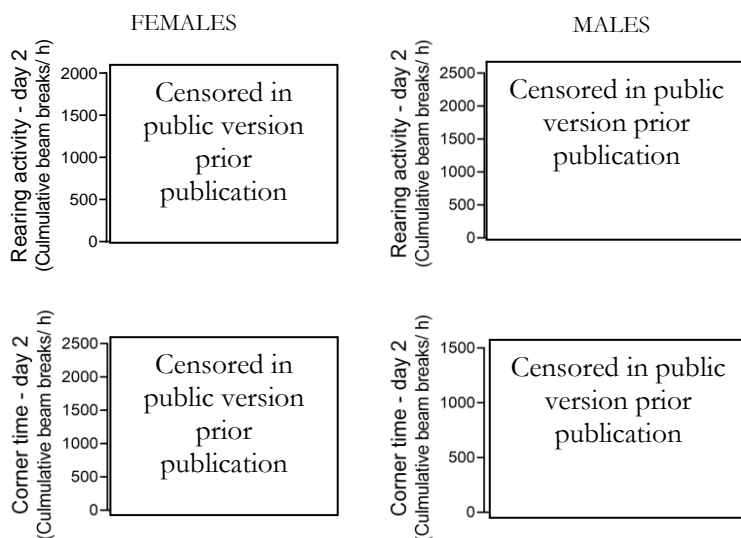 FEMALES
MALES
Rearing activity - day 2
(Culmulative beam breaks/ h)
2000
1500
1000
500
0
Censored in
public version
prior
publication
Rearing activity - day 2
(Culmulative beam breaks/ h)
2500
2000
1500
1000
500
0
Censored in public
version prior
publication
Corner time - day 2
(Culmulative beam breaks/ h)
2500
2000
1500
1000
500
0
Censored in
public version
prior
publication
Corner time - day 2
(Culmulative beam breaks/ h)
1500
1000
500
0
Censored in public
version prior
publication